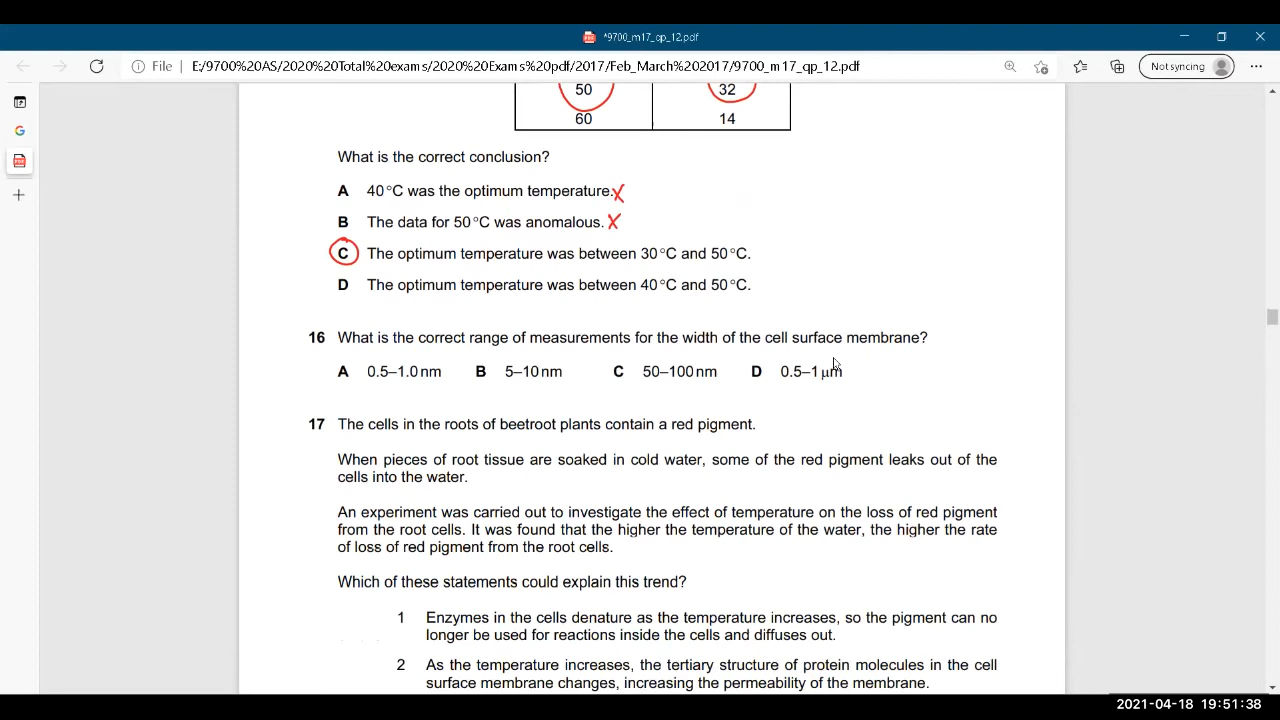 *9700_m17_qp_12.pdf
File | E:/9700%20AS/2020%20Total%20exams/2020%20Exams%20pdf/2017/Feb_March%202017/9700_m17_qp_12.pdf
Not syncing
50 32
60 14
What is the correct conclusion?
A 40 °C was the optimum temperature. X
B The data for 50 °C was anomalous. X
C The optimum temperature was between 30 °C and 50 °C.
D The optimum temperature was between 40 °C and 50 °C.
16 What is the correct range of measurements for the width of the cell surface membrane?
A 0.5–1.0 nm B 5–10 nm C 50–100 nm D 0.5–1 µm
17 The cells in the roots of beetroot plants contain a red pigment.
When pieces of root tissue are soaked in cold water, some of the red pigment leaks out of the
cells into the water.
An experiment was carried out to investigate the effect of temperature on the loss of red pigment
from the root cells. It was found that the higher the temperature of the water, the higher the rate
of loss of red pigment from the root cells.
Which of these statements could explain this trend?
1 Enzymes in the cells denature as the temperature increases, so the pigment can no
longer be used for reactions inside the cells and diffuses out.
2 As the temperature increases, the tertiary structure of protein molecules in the cell
surface membrane changes, increasing the permeability of the membrane.
2021-04-18 19:51:38